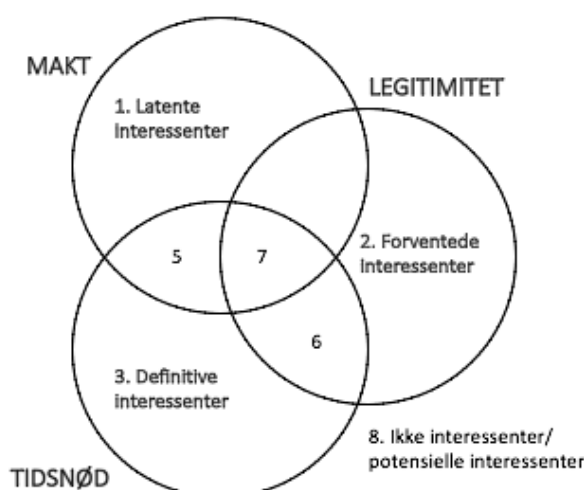 MAKT
LEGITIMITET
1. Latente
interessenter
2. Forventede
interessenter
5
7
6
3. Definitive
interessenter
8. Ikke interessenter/
potensielle interessenter
TIDSNØD